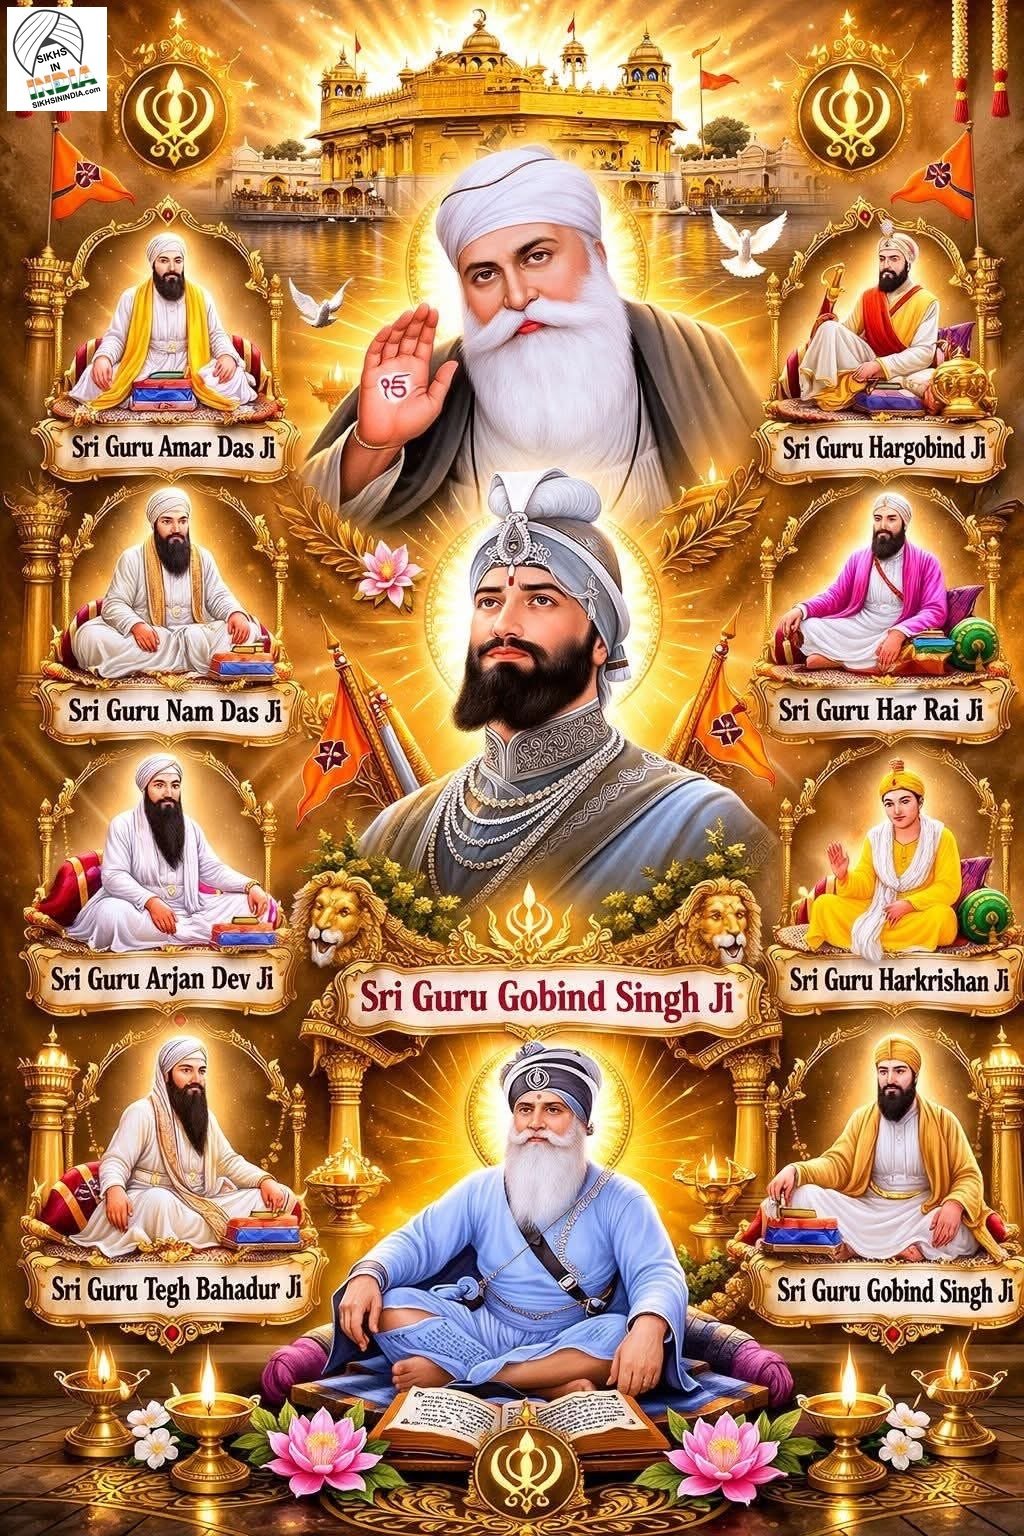 SIKHS
IN
INDIA
SIKHSININDIA.com
ੴ
Sri Guru Amar Das Ji
Sri Guru Hargobind Ji
Sri Guru Nam Das Ji
Sri Guru Har Rai Ji
Sri Guru Arjan Dev Ji
Sri Guru Harkrishan Ji
Sri Guru Gobind Singh Ji
Sri Guru Tegh Bahadur Ji
Sri Guru Gobind Singh Ji